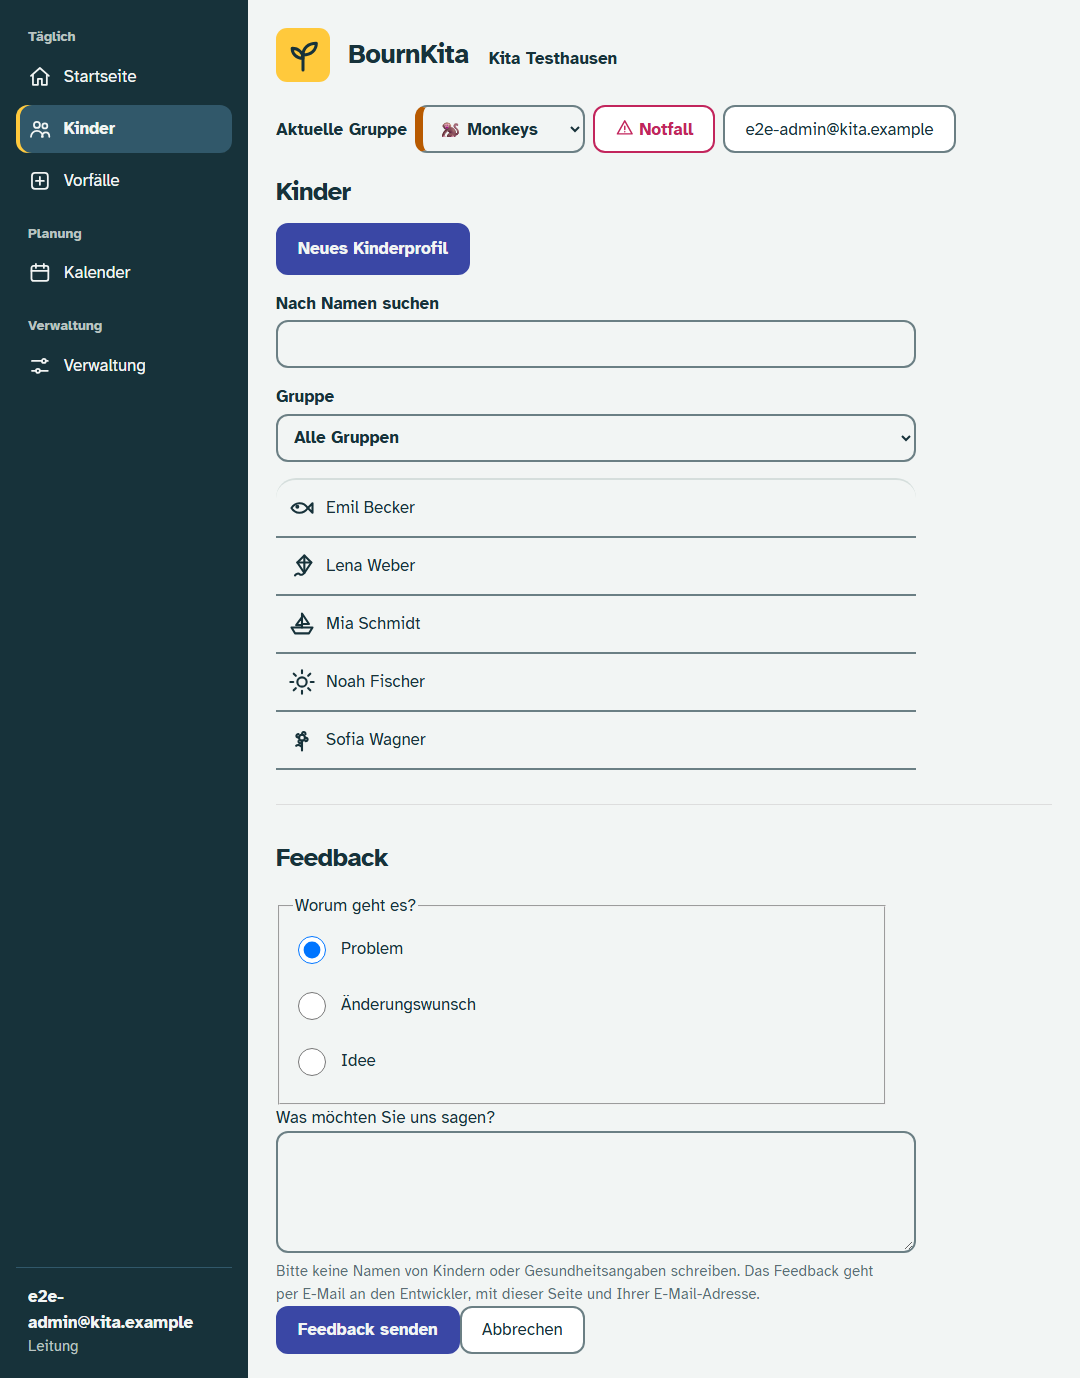 Täglich
Startseite
Kinder
Vorfälle
Planung
Kalender
Verwaltung
Verwaltung
e2e-
admin@kita.example
Leitung
BournKita Kita Testhausen
Aktuelle Gruppe Monkeys Notfall e2e-admin@kita.example
Kinder
Neues Kinderprofil
Nach Namen suchen
Gruppe
Alle Gruppen
Emil Becker
Lena Weber
Mia Schmidt
Noah Fischer
Sofia Wagner
Feedback
Worum geht es?
Problem
Änderungswunsch
Idee
Was möchten Sie uns sagen?
Bitte keine Namen von Kindern oder Gesundheitsangaben schreiben. Das Feedback geht
per E-Mail an den Entwickler, mit dieser Seite und Ihrer E-Mail-Adresse.
Feedback senden Abbrechen